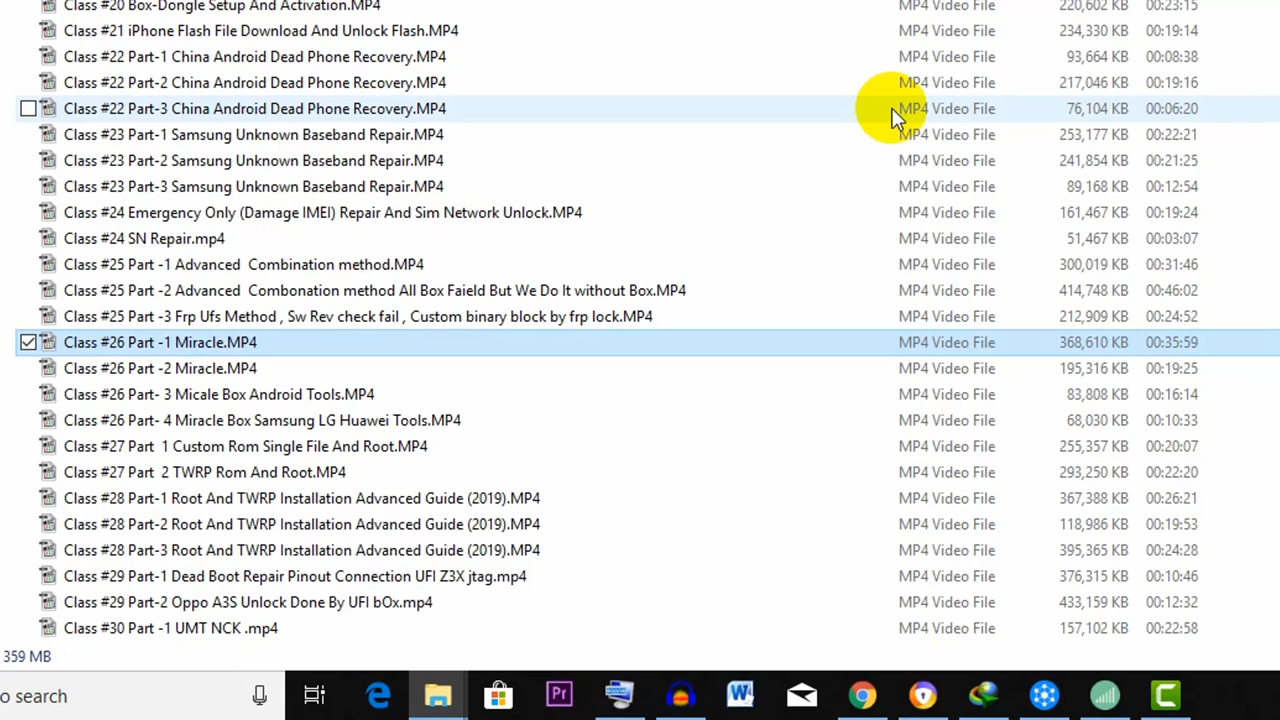 Class #20 Box-Dongle Setup And Activation.MP4 MP4 Video File 220,602 KB 00:23:15
Class #21 iPhone Flash File Download And Unlock Flash.MP4 MP4 Video File 234,330 KB 00:19:14
Class #22 Part-1 China Android Dead Phone Recovery.MP4 MP4 Video File 93,664 KB 00:08:38
Class #22 Part-2 China Android Dead Phone Recovery.MP4 MP4 Video File 217,046 KB 00:19:16
Class #22 Part-3 China Android Dead Phone Recovery.MP4 MP4 Video File 76,104 KB 00:06:20
Class #23 Part-1 Samsung Unknown Baseband Repair.MP4 MP4 Video File 253,177 KB 00:22:21
Class #23 Part-2 Samsung Unknown Baseband Repair.MP4 MP4 Video File 241,854 KB 00:21:25
Class #23 Part-3 Samsung Unknown Baseband Repair.MP4 MP4 Video File 89,168 KB 00:12:54
Class #24 Emergency Only (Damage IMEI) Repair And Sim Network Unlock.MP4 MP4 Video File 161,467 KB 00:19:24
Class #24 SN Repair.mp4 MP4 Video File 51,467 KB 00:03:07
Class #25 Part -1 Advanced  Combination method.MP4 MP4 Video File 300,019 KB 00:31:46
Class #25 Part -2 Advanced  Combonation method All Box Faield But We Do It without Box.MP4 MP4 Video File 414,748 KB 00:46:02
Class #25 Part -3 Frp Ufs Method , Sw Rev check fail , Custom binary block by frp lock.MP4 MP4 Video File 212,909 KB 00:24:52
Class #26 Part -1 Miracle.MP4 MP4 Video File 368,610 KB 00:35:59
Class #26 Part -2 Miracle.MP4 MP4 Video File 195,316 KB 00:19:25
Class #26 Part- 3 Micale Box Android Tools.MP4 MP4 Video File 83,808 KB 00:16:14
Class #26 Part- 4 Miracle Box Samsung LG Huawei Tools.MP4 MP4 Video File 68,030 KB 00:10:33
Class #27 Part  1 Custom Rom Single File And Root.MP4 MP4 Video File 255,357 KB 00:20:07
Class #27 Part  2 TWRP Rom And Root.MP4 MP4 Video File 293,250 KB 00:22:20
Class #28 Part-1 Root And TWRP Installation Advanced Guide (2019).MP4 MP4 Video File 367,388 KB 00:26:21
Class #28 Part-2 Root And TWRP Installation Advanced Guide (2019).MP4 MP4 Video File 118,986 KB 00:19:53
Class #28 Part-3 Root And TWRP Installation Advanced Guide (2019).MP4 MP4 Video File 395,365 KB 00:24:28
Class #29 Part-1 Dead Boot Repair Pinout Connection UFI Z3X jtag.mp4 MP4 Video File 376,315 KB 00:10:46
Class #29 Part-2 Oppo A3S Unlock Done By UFI bOx.mp4 MP4 Video File 433,159 KB 00:12:32
Class #30 Part -1 UMT NCK .mp4 MP4 Video File 157,102 KB 00:22:58
359 MB
o search
Pr
W